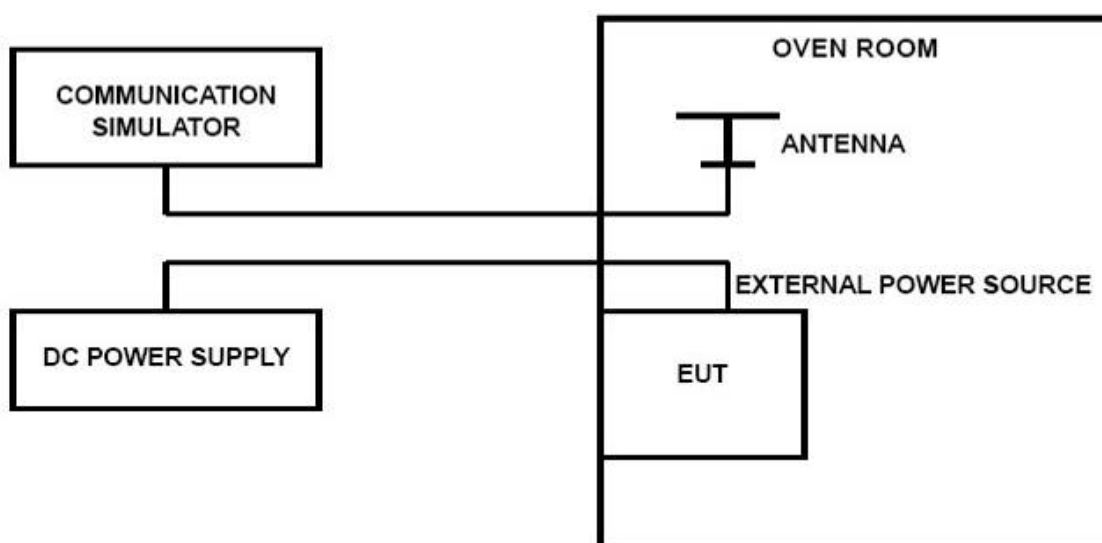 OVEN ROOM
COMMUNICATION
SIMULATOR
ANTENNA
EXTERNAL POWER SOURCE
DC POWER SUPPLY
EUT